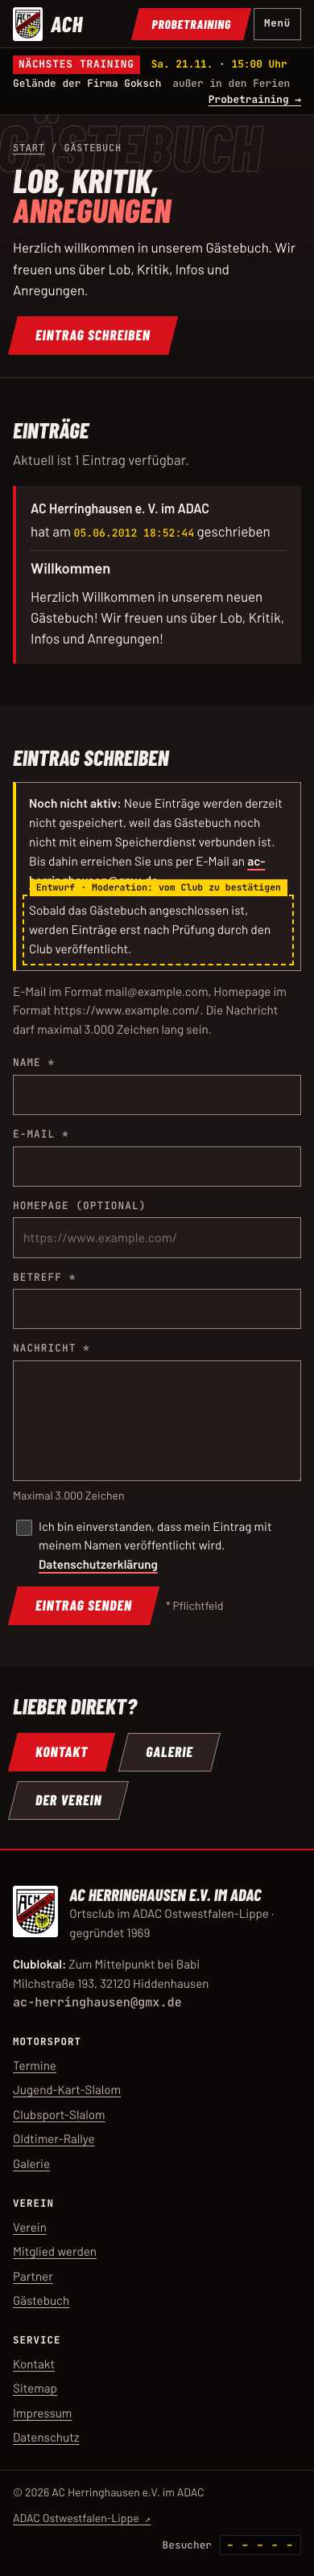 ACH
PROBETRAINING
Menü
NÄCHSTES TRAINING Sa. 21.11. · 15:00 Uhr
Gelände der Firma Goksch außer in den Ferien
Probetraining →
GÄSTEBUCH
START / GÄSTEBUCH
LOB, KRITIK,
ANREGUNGEN
Herzlich willkommen in unserem Gästebuch. Wir
freuen uns über Lob, Kritik, Infos und
Anregungen.
EINTRAG SCHREIBEN
EINTRÄGE
Aktuell ist 1 Eintrag verfügbar.
AC Herringhausen e. V. im ADAC
hat am 05.06.2012 18:52:44 geschrieben
Willkommen
Herzlich Willkommen in unserem neuen
Gästebuch! Wir freuen uns über Lob, Kritik,
Infos und Anregungen!
EINTRAG SCHREIBEN
Noch nicht aktiv: Neue Einträge werden derzeit
nicht gespeichert, weil das Gästebuch noch
nicht mit einem Speicherdienst verbunden ist.
Bis dahin erreichen Sie uns per E-Mail an ac-
Entwurf · Moderation: vom Club zu bestätigen
Sobald das Gästebuch angeschlossen ist,
werden Einträge erst nach Prüfung durch den
Club veröffentlicht.
E-Mail im Format mail@example.com, Homepage im
Format https://www.example.com/. Die Nachricht
darf maximal 3.000 Zeichen lang sein.
NAME *
E-MAIL *
HOMEPAGE (OPTIONAL)
https://www.example.com/
BETREFF *
NACHRICHT *
Maximal 3.000 Zeichen
Ich bin einverstanden, dass mein Eintrag mit
meinem Namen veröffentlicht wird.
Datenschutzerklärung
EINTRAG SENDEN
* Pflichtfeld
LIEBER DIREKT?
KONTAKT
GALERIE
DER VEREIN
AC HERRINGHAUSEN E.V. IM ADAC
Ortsclub im ADAC Ostwestfalen-Lippe ·
gegründet 1969
Clublokal: Zum Mittelpunkt bei Babi
Milchstraße 193, 32120 Hiddenhausen
ac-herringhausen@gmx.de
MOTORSPORT
Termine
Jugend-Kart-Slalom
Clubsport-Slalom
Oldtimer-Rallye
Galerie
VEREIN
Verein
Mitglied werden
Partner
Gästebuch
SERVICE
Kontakt
Sitemap
Impressum
Datenschutz
© 2026 AC Herringhausen e.V. im ADAC
ADAC Ostwestfalen-Lippe ↗
Besucher - - - - -